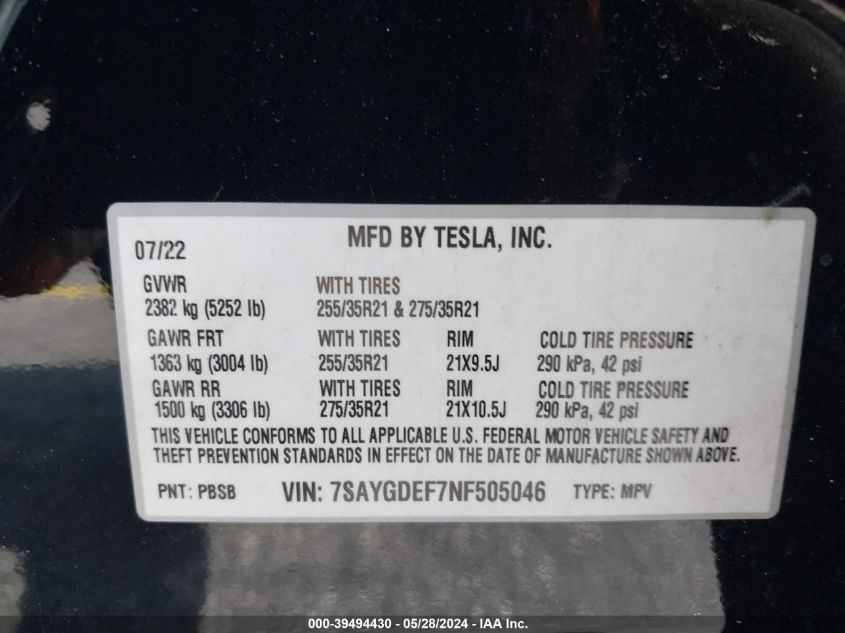 07/22 MFD BY TESLA, INC.
GVWR WITH TIRES
2382 kg (5252 lb) 255/35R21 & 275/35R21
GAWR FRT WITH TIRES RIM COLD TIRE PRESSURE
1363 kg (3004 lb) 255/35R21 21X9.5J 290 kPa, 42 psi
GAWR RR WITH TIRES RIM COLD TIRE PRESSURE
1500 kg (3306 lb) 275/35R21 21X10.5J 290 kPa, 42 psi
THIS VEHICLE CONFORMS TO ALL APPLICABLE U.S. FEDERAL MOTOR VEHICLE SAFETY AND
THEFT PREVENTION STANDARDS IN EFFECT ON THE DATE OF MANUFACTURE SHOWN ABOVE.
PNT: PBSB VIN: 7SAYGDEF7NF505046 TYPE: MPV
000-39494430 - 05/28/2024 - IAA Inc.